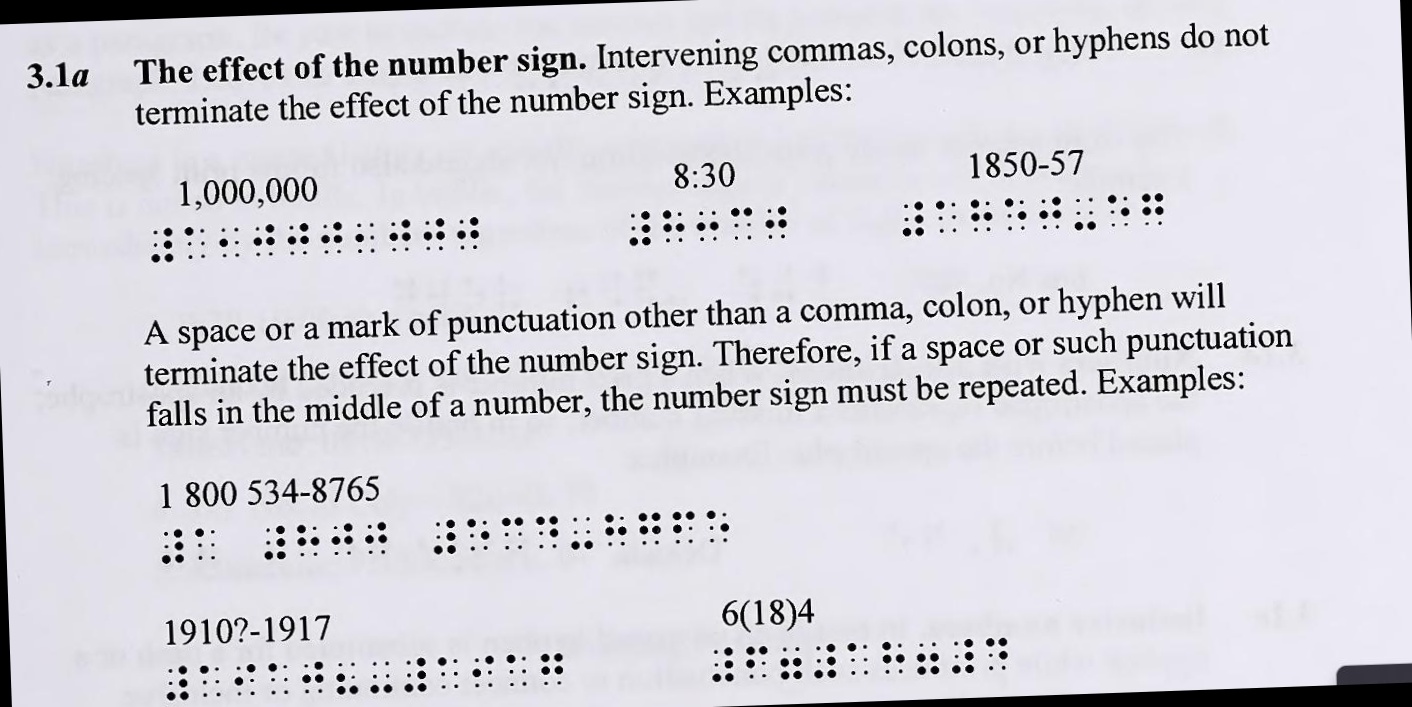 3.1a The effect of the number sign. Intervening commas, colons, or hyphens do not
terminate the effect of the number sign. Examples:
1,000,000 8:30 1850-57
⠼⠁⠂⠚⠚⠚⠂⠚⠚⠚ ⠼⠓⠒⠉⠚ ⠼⠁⠓⠑⠚⠤⠑⠛
A space or a mark of punctuation other than a comma, colon, or hyphen will
terminate the effect of the number sign. Therefore, if a space or such punctuation
falls in the middle of a number, the number sign must be repeated. Examples:
1 800 534-8765
⠼⠁ ⠼⠓⠚⠚ ⠼⠑⠉⠙⠤⠓⠛⠋⠑
1910?-1917
6(18)4
⠼⠁⠊⠁⠚⠦⠤⠼⠁⠊⠁⠛ ⠼⠋⠶⠼⠁⠓⠶⠼⠙